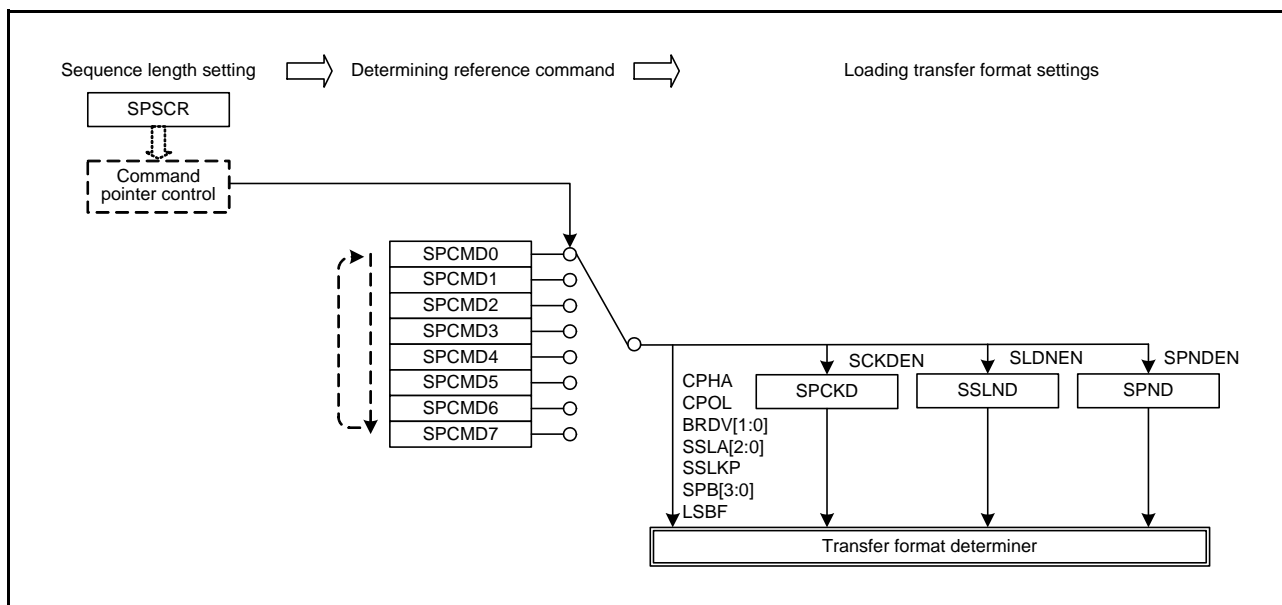 Sequence length setting
Determining reference command
Loading transfer format settings
SPSCR
Command
pointer control
SPCMD0
SPCMD1
SPCMD2
SPCMD3
SPCMD4
SPCMD5
SPCMD6
SPCMD7
CPHA
CPOL
BRDV[1:0]
SSLA[2:0]
SSLKP
SPB[3:0]
LSBF
SCKDEN
SPCKD
SLDNEN
SSLND
SPNDEN
SPND
Transfer format determiner